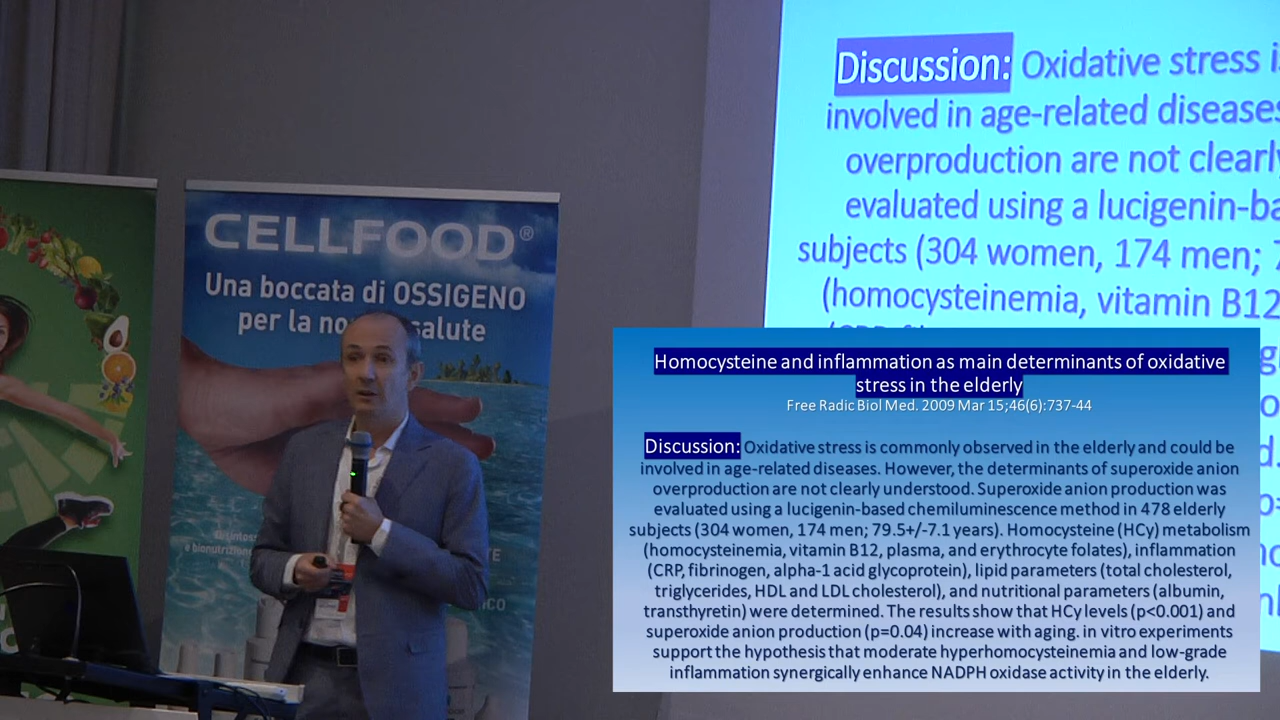 CELLFOOD®
Una boccata di OSSIGENO
per la no salute
e bionutrizione
Discussion: Oxidative stress
involved in age-related diseases
overproduction are not clearly
evaluated using a lucigenin-ba
subjects (304 women, 174 men; 7
(homocysteinemia, vitamin B12
Homocysteine and inflammation as main determinants of oxidative
stress in the elderly
Free Radic Biol Med. 2009 Mar 15;46(6):737-44
Discussion: Oxidative stress is commonly observed in the elderly and could be
involved in age-related diseases. However, the determinants of superoxide anion
overproduction are not clearly understood. Superoxide anion production was
evaluated using a lucigenin-based chemiluminescence method in 478 elderly
subjects (304 women, 174 men; 79.5+/-7.1 years). Homocysteine (HCy) metabolism
(homocysteinemia, vitamin B12, plasma, and erythrocyte folates), inflammation
(CRP, fibrinogen, alpha-1 acid glycoprotein), lipid parameters (total cholesterol,
triglycerides, HDL and LDL cholesterol), and nutritional parameters (albumin,
transthyretin) were determined. The results show that HCy levels (p<0.001) and
superoxide anion production (p=0.04) increase with aging. in vitro experiments
support the hypothesis that moderate hyperhomocysteinemia and low-grade
inflammation synergically enhance NADPH oxidase activity in the elderly.